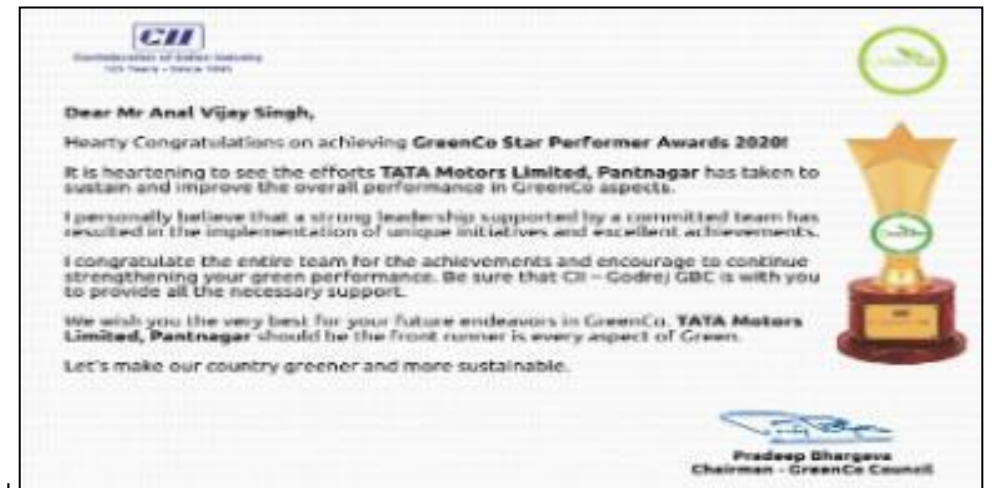 CII
Confederation of Indian Industry
125 Years - Since 1895
Dear Mr Anal Vijay Singh,
Hearty Congratulations on achieving GreenCo Star Performer Awards 2020!
It is heartening to see the efforts TATA Motors Limited, Pantnagar has taken to
sustain and improve the overall performance in GreenCo aspects.
I personally believe that a strong leadership supported by a committed team has
resulted in the implementation of unique initiatives and excellent achievements.
I congratulate the entire team for the achievements and encourage to continue
strengthening your green performance. Be sure that CII – Godrej GBC is with you
to provide all the necessary support.
We wish you the very best for your future endeavors in GreenCo. TATA Motors
Limited, Pantnagar should be the front runner is every aspect of Green.
Let's make our country greener and more sustainable.
Pradeep Bhargava
Chairman - GreenCo Council